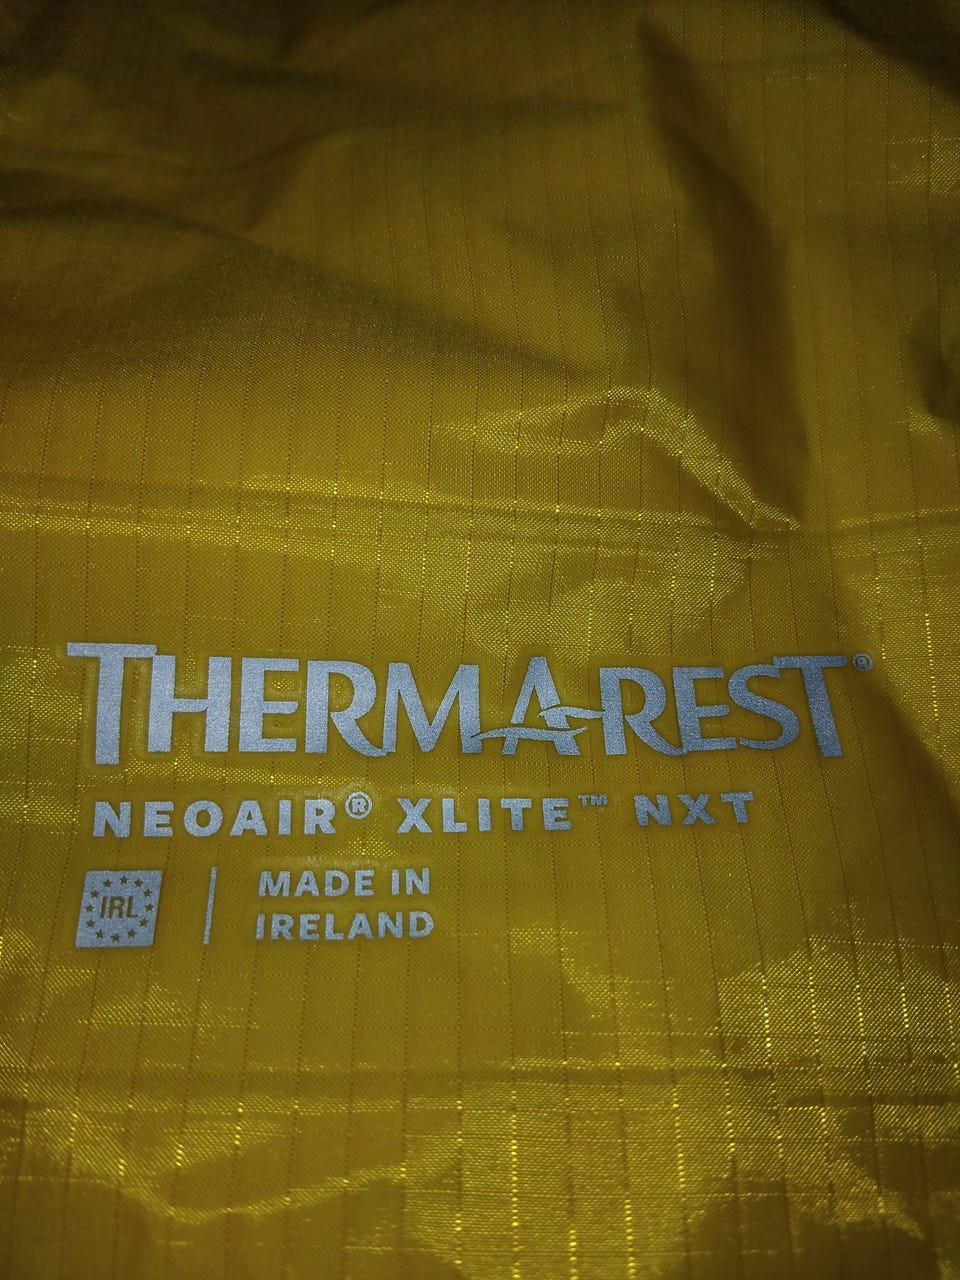 THERMAREST®
NEOAIR® XLITE™ NXT
IRL
MADE IN
IRELAND